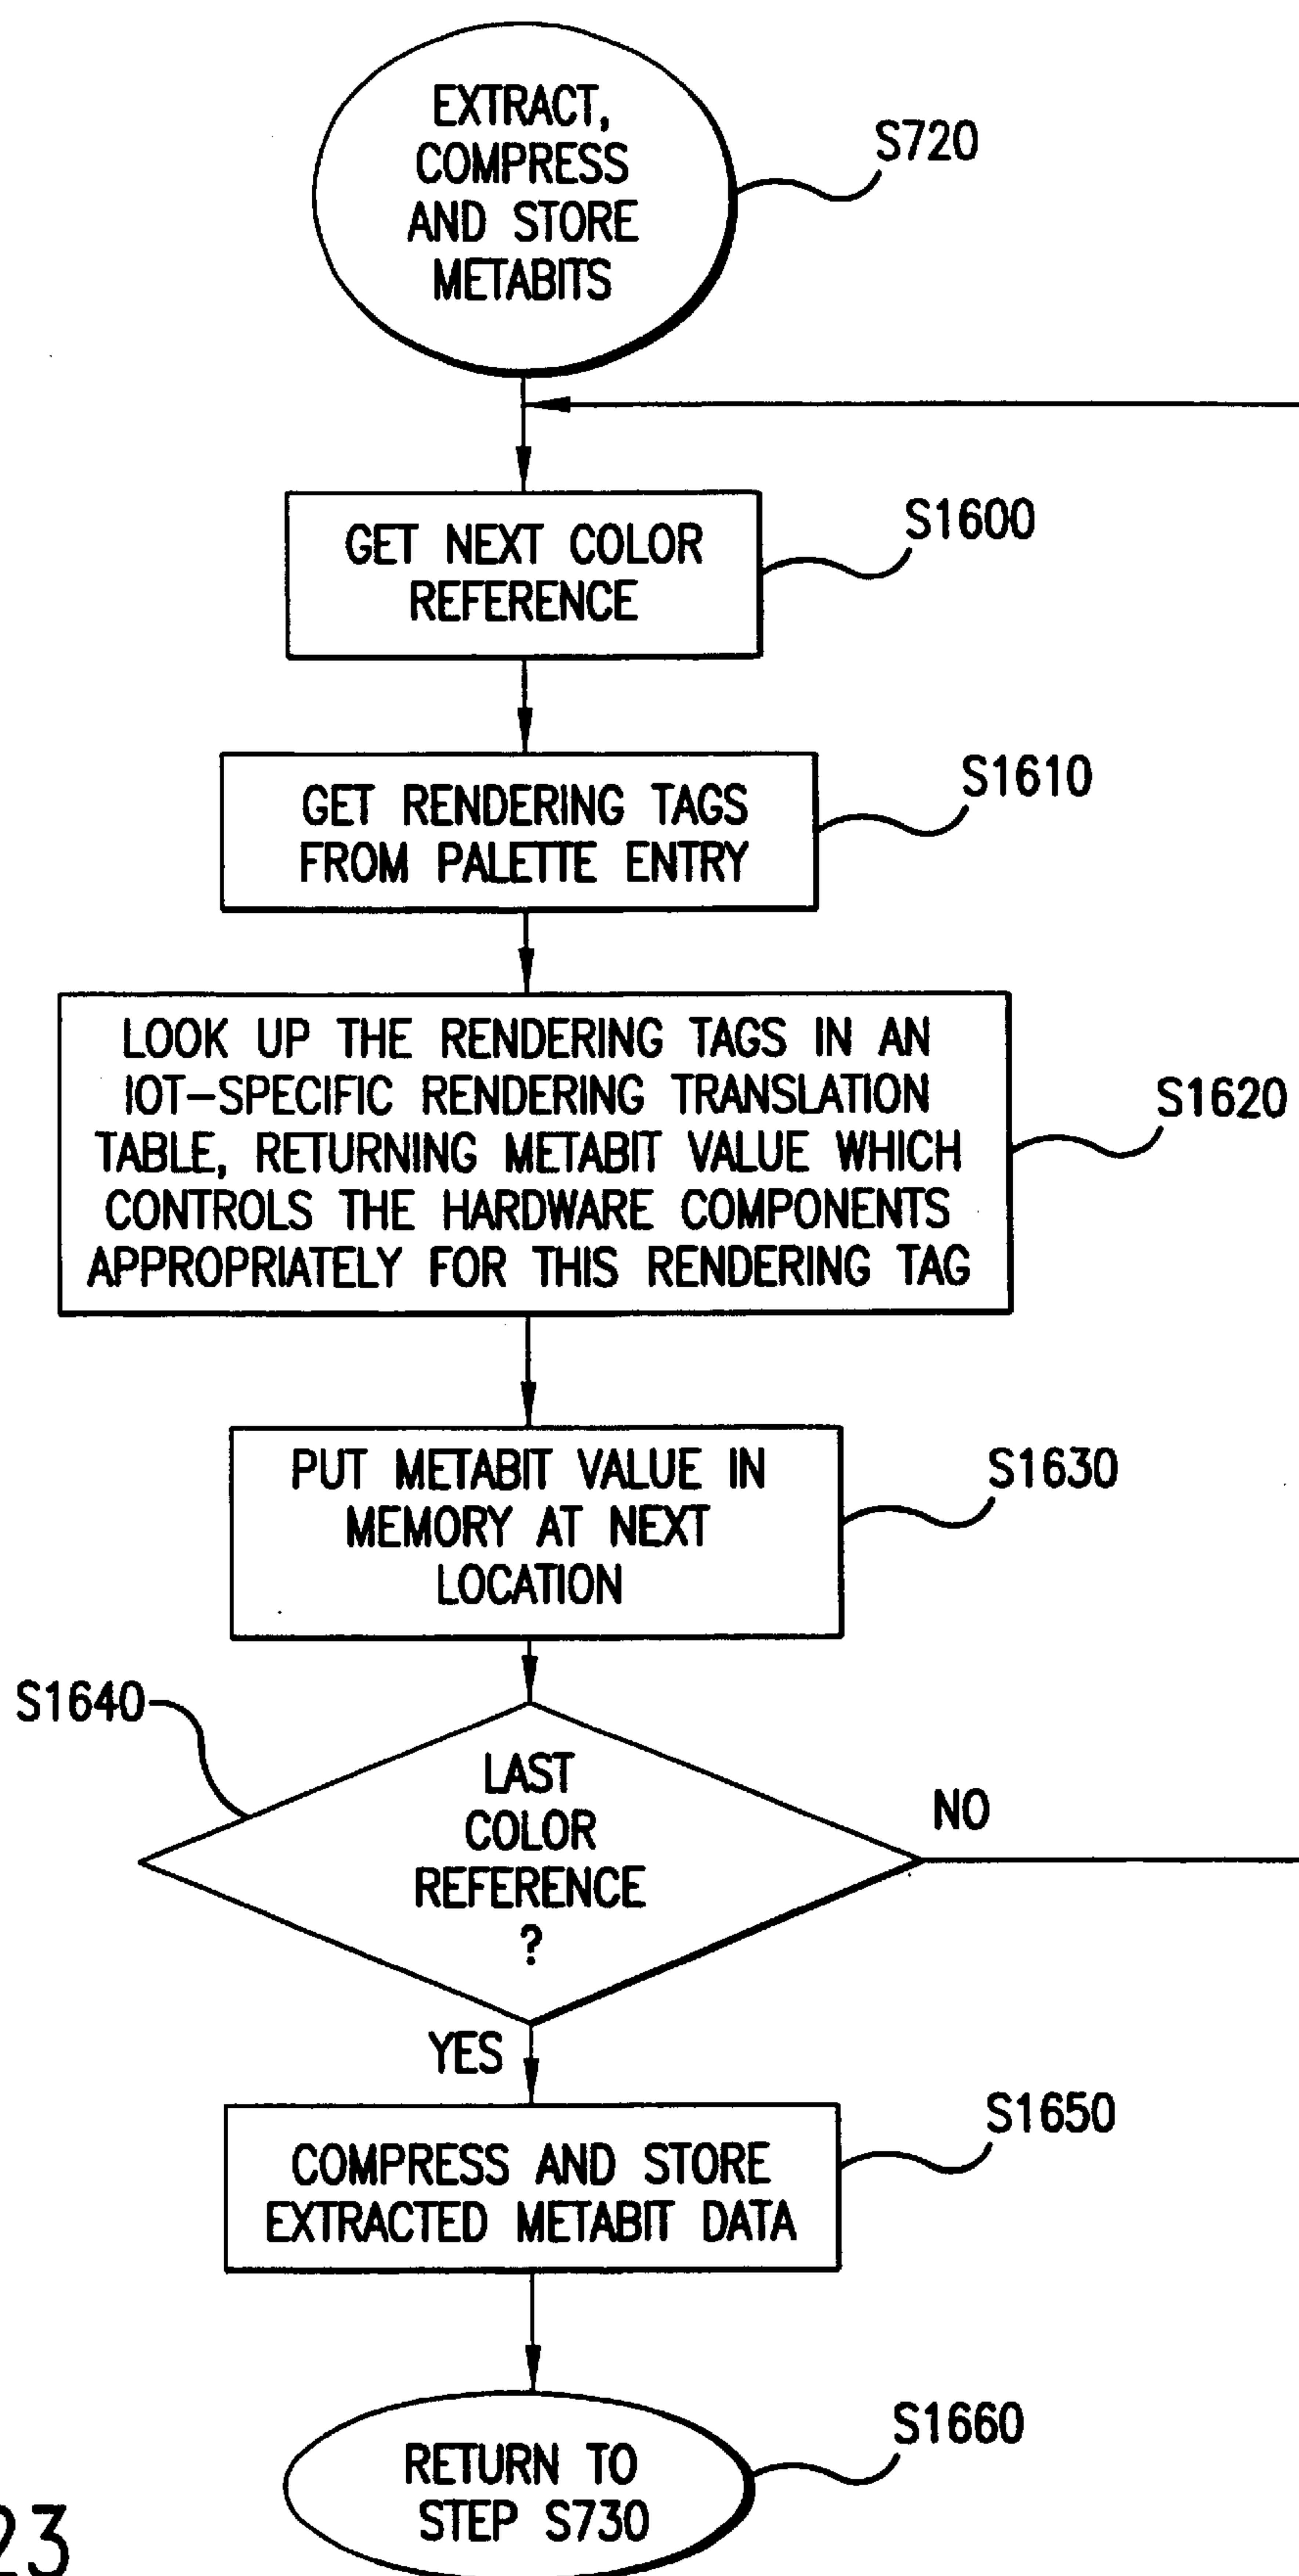 EXTRACT,
COMPRESS
AND STORE
METABITS
S720
GET NEXT COLOR
REFERENCE
S1600
GET RENDERING TAGS
FROM PALETTE ENTRY
S1610
LOOK UP THE RENDERING TAGS IN AN
IOT-SPECIFIC RENDERING TRANSLATION
TABLE, RETURNING METABIT VALUE WHICH
CONTROLS THE HARDWARE COMPONENTS
APPROPRIATELY FOR THIS RENDERING TAG
S1620
PUT METABIT VALUE IN
MEMORY AT NEXT
LOCATION
S1630
S1640
LAST
COLOR
REFERENCE
?
NO
YES
COMPRESS AND STORE
EXTRACTED METABIT DATA
S1650
RETURN TO
STEP S730
S1660
23